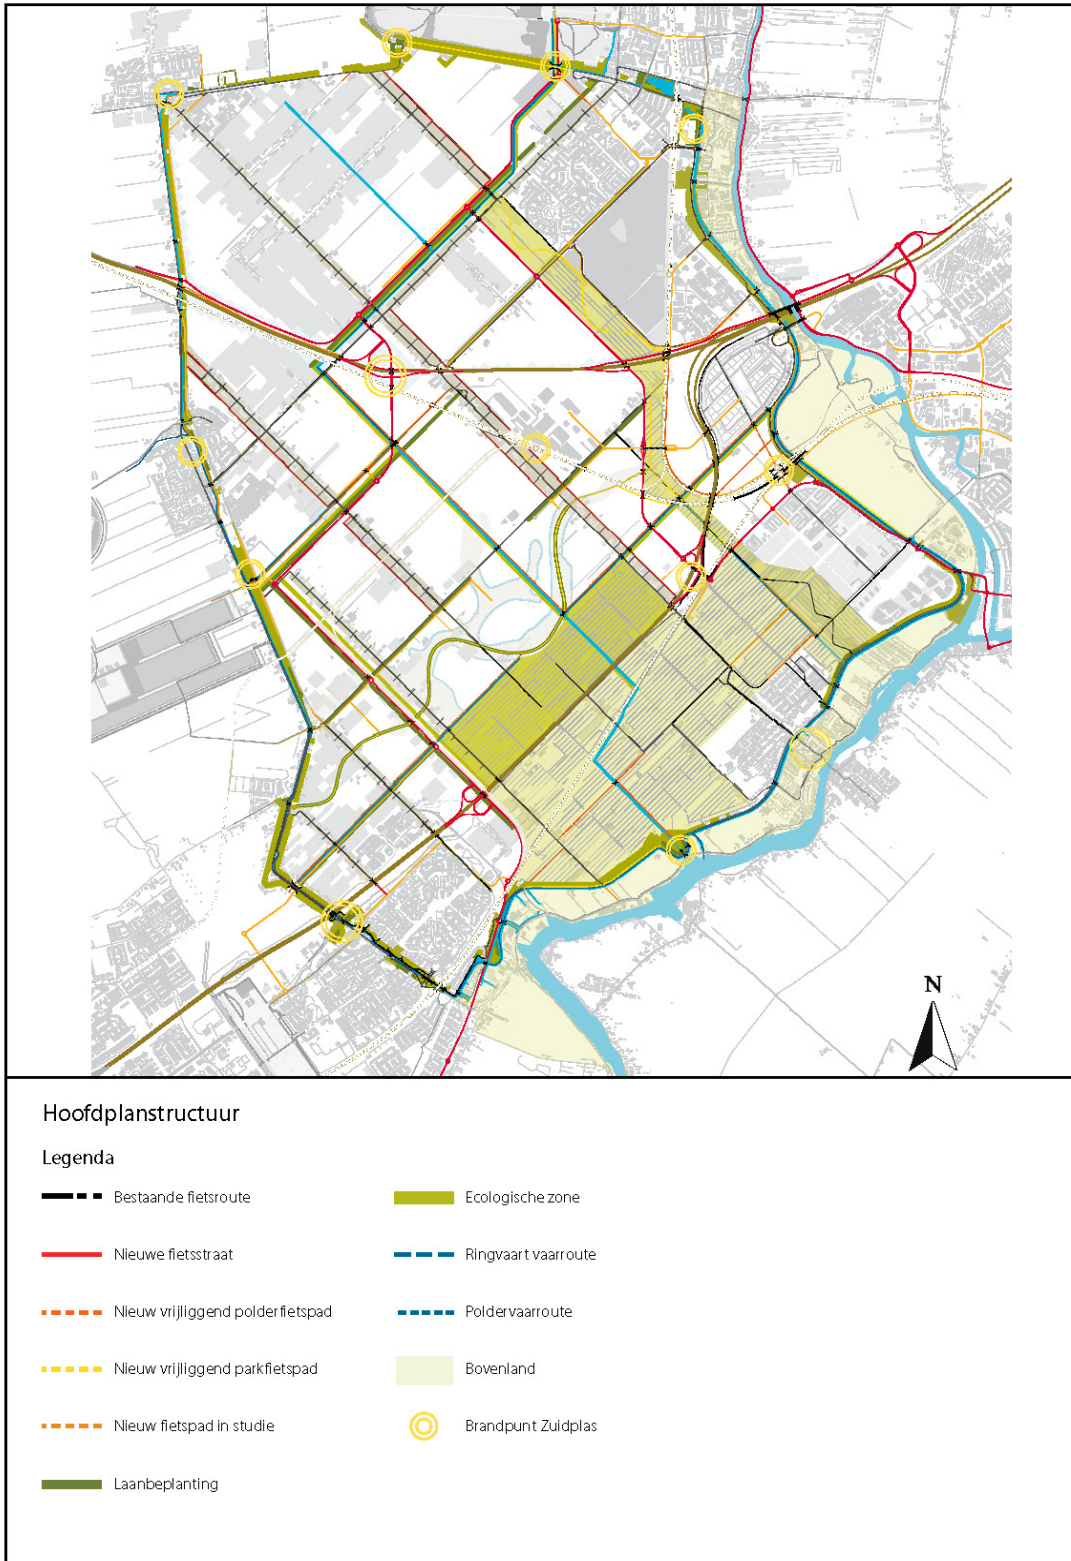 N
Hoofdplanstructuur
Legenda
Bestaande fietsroute
Nieuwe fietsstraat
Nieuw vrijliggend polderfietspad
Nieuw vrijliggend parkfietspad
Nieuw fietspad in studie
Laanbeplanting
Ecologische zone
Ringvaart vaarroute
Poldervaarroute
Bovenland
Brandpunt Zuidplas